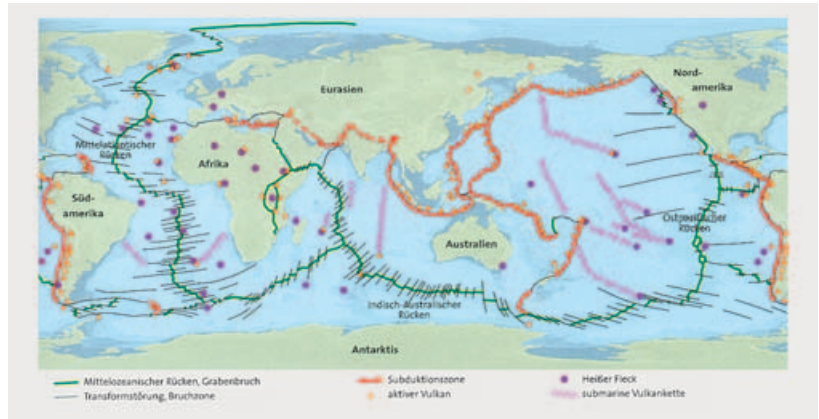 Nord-
amerika
Eurasien
Mittelatlantischer
Rücken
Afrika
Süd-
amerika
Ostpazifischer
Rücken
Australien
Indisch-Australischer
Rücken
Antarktis
Mittelozeanischer Rücken, Grabenbruch
Transformstörung, Bruchzone
Subduktionszone
aktiver Vulkan
Heißer Fleck
submarine Vulkankette